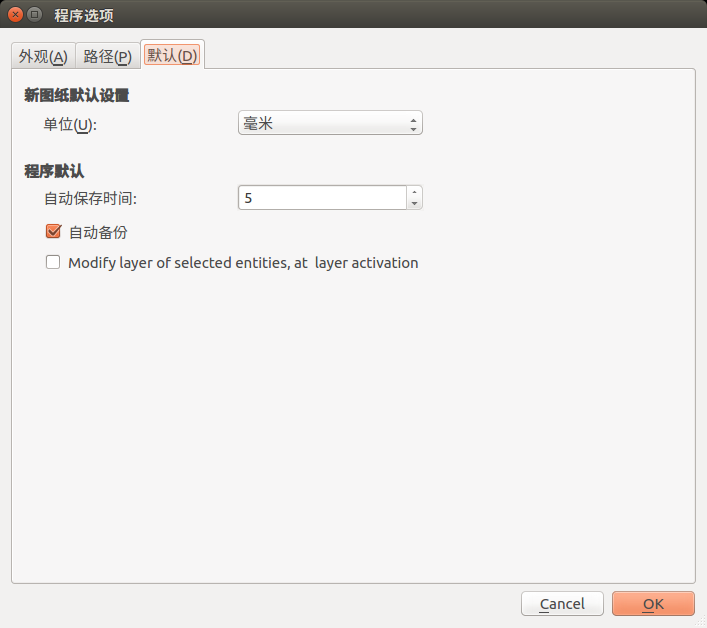 程序选项
外观(A) 路径(P) 默认(D)
新图纸默认设置
单位(U): 毫米
程序默认
自动保存时间: 5
自动备份
Modify layer of selected entities, at  layer activation
Cancel OK